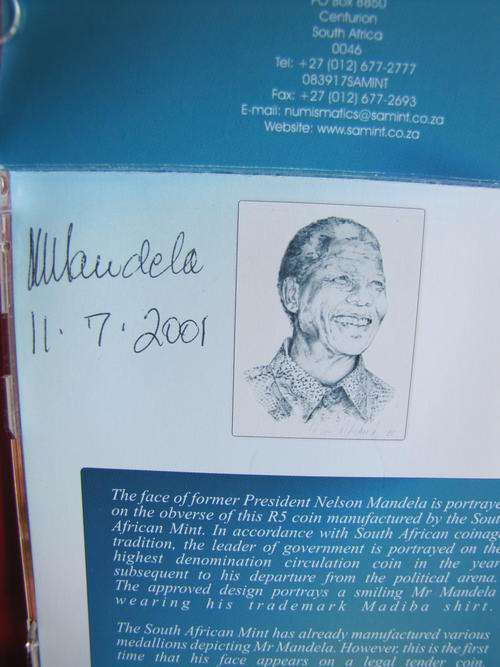 PO Box 8850
Centurion
South Africa
0046
Tel: +27 (012) 677-2777
083917SAMINT
Fax: +27 (012) 677-2693
E-mail: numismatics@samint.co.za
Website: www.samint.co.za
NMandela
11.7.2001
The face of former President Nelson Mandela is portraye
on the obverse of this R5 coin manufactured by the Sou
African Mint. In accordance with South African coinag
tradition, the leader of government is portrayed on th
highest denomination circulation coin in the year
subsequent to his departure from the political arena.
The approved design portrays a smiling Mr Mandela
wearing his trademark Madiba shirt.
The South African Mint has already manufactured various
medallions depicting Mr Mandela. However, this is the first
time that his face appears on a legal tender coin